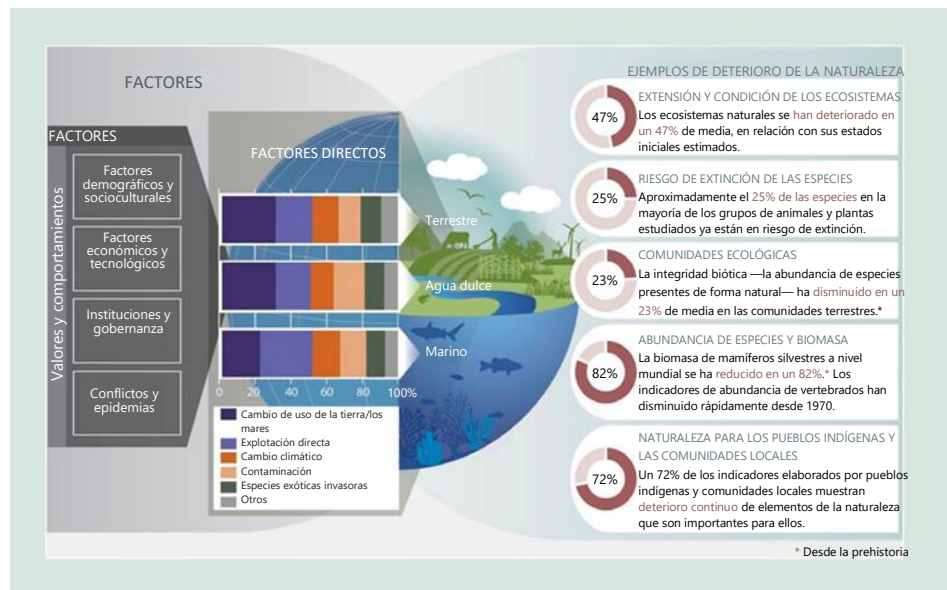 FACTORES
FACTORES
Valores y comportamientos
Factores
demográficos y
socioculturales
Factores
económicos y
tecnológicos
Instituciones y
gobernanza
Conflictos y
epidemias
FACTORES DIRECTOS
Terrestre
Agua dulce
Marino
0 20 40 60 80 100%
Cambio de uso de la tierra/los
mares
Explotación directa
Cambio climático
Contaminación
Especies exóticas invasoras
Otros
EJEMPLOS DE DETERIORO DE LA NATURALEZA
47%
EXTENSIÓN Y CONDICIÓN DE LOS ECOSISTEMAS
Los ecosistemas naturales se han deteriorado en
un 47% de media, en relación con sus estados
iniciales estimados.
25%
RIESGO DE EXTINCIÓN DE LAS ESPECIES
Aproximadamente el 25% de las especies en la
mayoría de los grupos de animales y plantas
estudiados ya están en riesgo de extinción.
23%
COMUNIDADES ECOLÓGICAS
La integridad biótica —la abundancia de especies
presentes de forma natural— ha disminuido en un
23% de media en las comunidades terrestres.*
82%
ABUNDANCIA DE ESPECIES Y BIOMASA
La biomasa de mamíferos silvestres a nivel
mundial se ha reducido en un 82%.* Los
indicadores de abundancia de vertebrados han
disminuido rápidamente desde 1970.
72%
NATURALEZA PARA LOS PUEBLOS INDÍGENAS Y
LAS COMUNIDADES LOCALES
Un 72% de los indicadores elaborados por pueblos
indígenas y comunidades locales muestran
deterioro continuo de elementos de la naturaleza
que son importantes para ellos.
* Desde la prehistoria